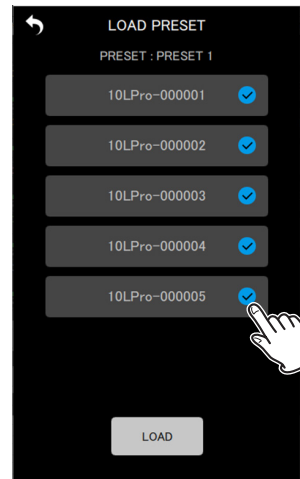 LOAD PRESET
PRESET : PRESET 1
10LPro-000001
10LPro-000002
10LPro-000003
10LPro-000004
10LPro-000005
LOAD